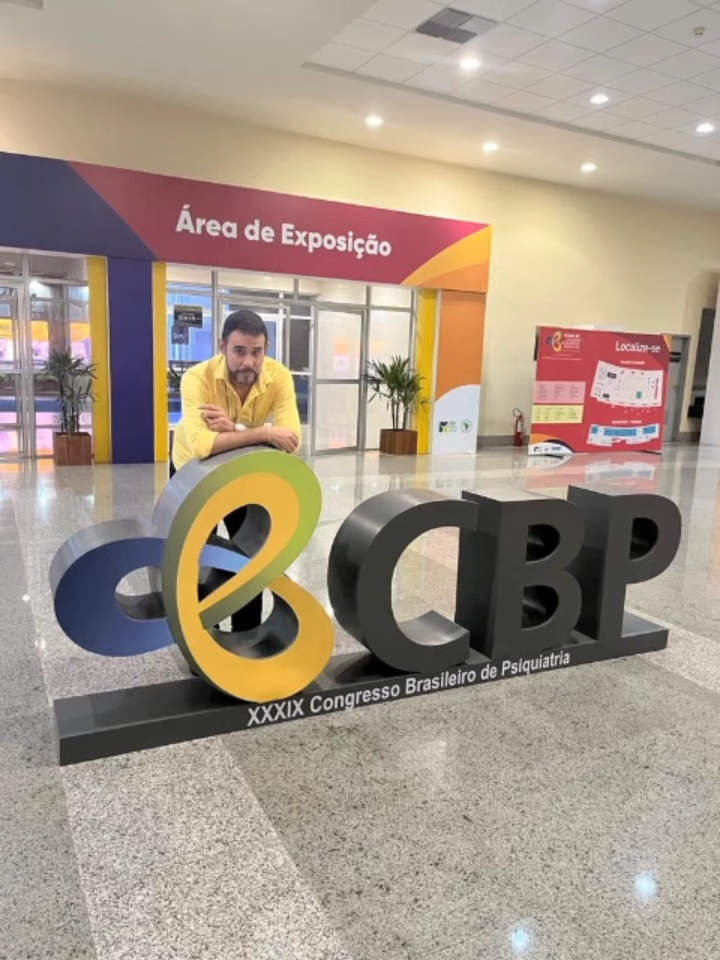 Área de Exposição
Localize-se
CBP
XXXIX Congresso Brasileiro de Psiquiatria